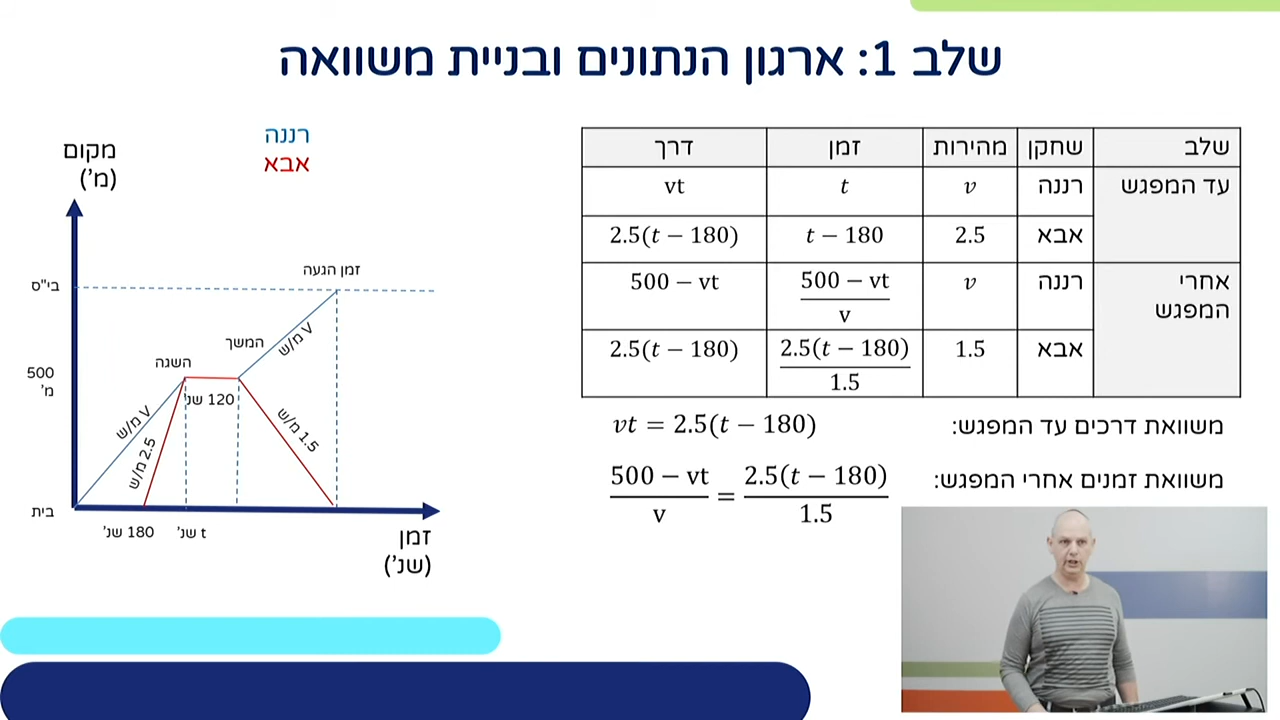 שלב 1: ארגון הנתונים ובניית משוואה
שלב שחקן מהירות זמן דרך
עד המפגש רננה v t vt
אבא 2.5 t − 180 2.5(t − 180)
אחרי המפגש רננה v (500 − vt)/v 500 − vt
אבא 1.5 2.5(t − 180)/1.5 2.5(t − 180)
משוואת דרכים עד המפגש: vt = 2.5(t − 180)
משוואת זמנים אחרי המפגש: (500 − vt)/v = 2.5(t − 180)/1.5
רננה
אבא
מקום
(מ')
זמן הגעה
בי"ס
V מ/ש
המשך
השגה
500
מ'
120 שנ'
V מ/ש
2.5 מ/ש
1.5 מ/ש
בית
180 שנ'
t שנ'
זמן
(שנ')